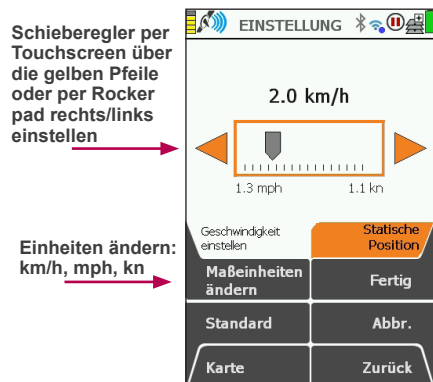 Schieberegler per
Touchscreen über
die gelben Pfeile
oder per Rocker
pad rechts/links
einstellen
Einheiten ändern:
km/h, mph, kn
EINSTELLUNG
2.0 km/h
1.3 mph
1.1 kn
Geschwindigkeit
einstellen
Statische
Position
Maßeinheiten
ändern
Fertig
Standard
Abbr.
Karte
Zurück